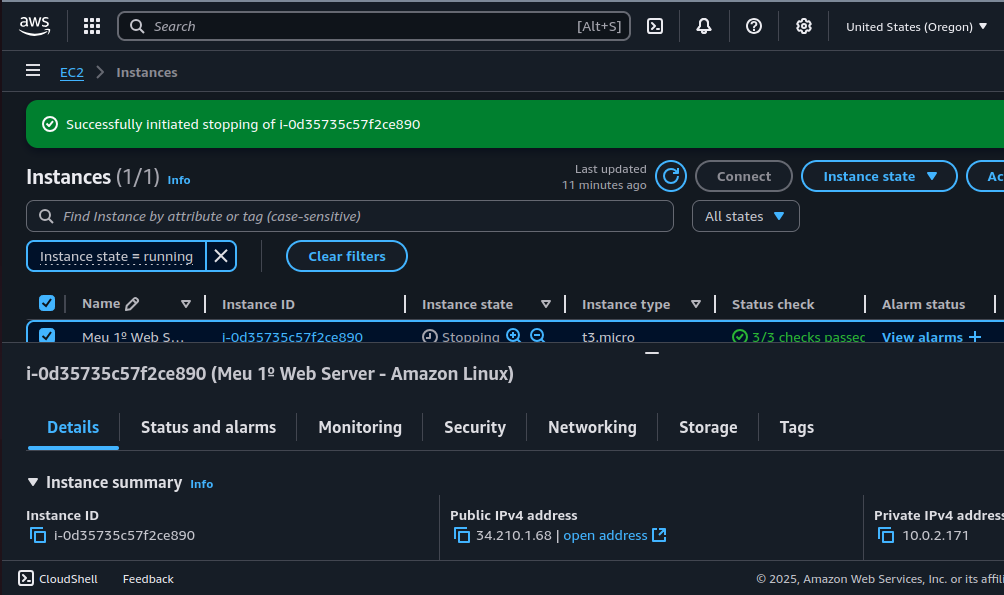 aws Search [Alt+S] United States (Oregon)
EC2 Instances
Successfully initiated stopping of i-0d35735c57f2ce890
Instances (1/1) Info
Last updated
11 minutes ago
Connect
Instance state
Ac
Find Instance by attribute or tag (case-sensitive)
All states
Instance state = running
Clear filters
Name Instance ID Instance state Instance type Status check Alarm status
Meu 1º Web S... i-0d35735c57f2ce890 Stopping t3.micro 3/3 checks passec View alarms +
i-0d35735c57f2ce890 (Meu 1º Web Server - Amazon Linux)
Details Status and alarms Monitoring Security Networking Storage Tags
Instance summary Info
Instance ID
i-0d35735c57f2ce890
Public IPv4 address
34.210.1.68 | open address
Private IPv4 address
10.0.2.171
CloudShell Feedback © 2025, Amazon Web Services, Inc. or its affili